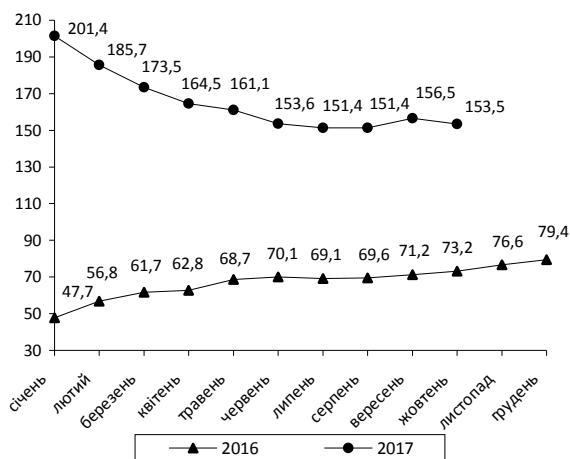 210
190
170
150
130
110
90
70
50
30
201,4
185,7
173,5
164,5
161,1
153,6
151,4
151,4
156,5
153,5
47,7
56,8
61,7
62,8
68,7
70,1
69,1
69,6
71,2
73,2
76,6
79,4
січень
лютий
березень
квітень
травень
червень
липень
серпень
вересень
жовтень
листопад
грудень
2016
2017